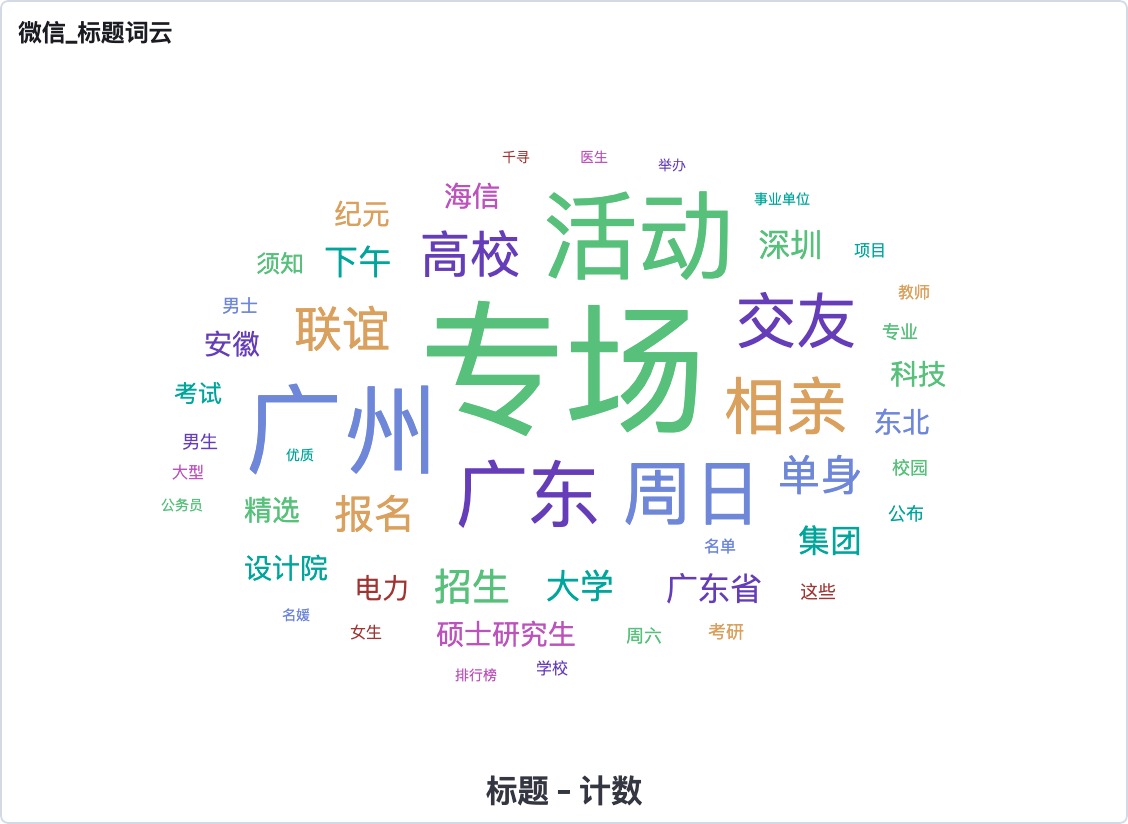 微信_标题词云
千寻
医生
举办
海信
活动
事业单位
纪元
高校
深圳
项目
须知
下午
教师
男士
联谊
专场
交友
专业
安徽
科技
考试
广州
相亲
东北
男生
优质
广东
周日
单身
校园
大型
公务员
精选
报名
公布
名单
集团
设计院
电力
招生
大学
广东省
这些
名媛
女生
硕士研究生
周六
考研
排行榜
学校
标题 - 计数